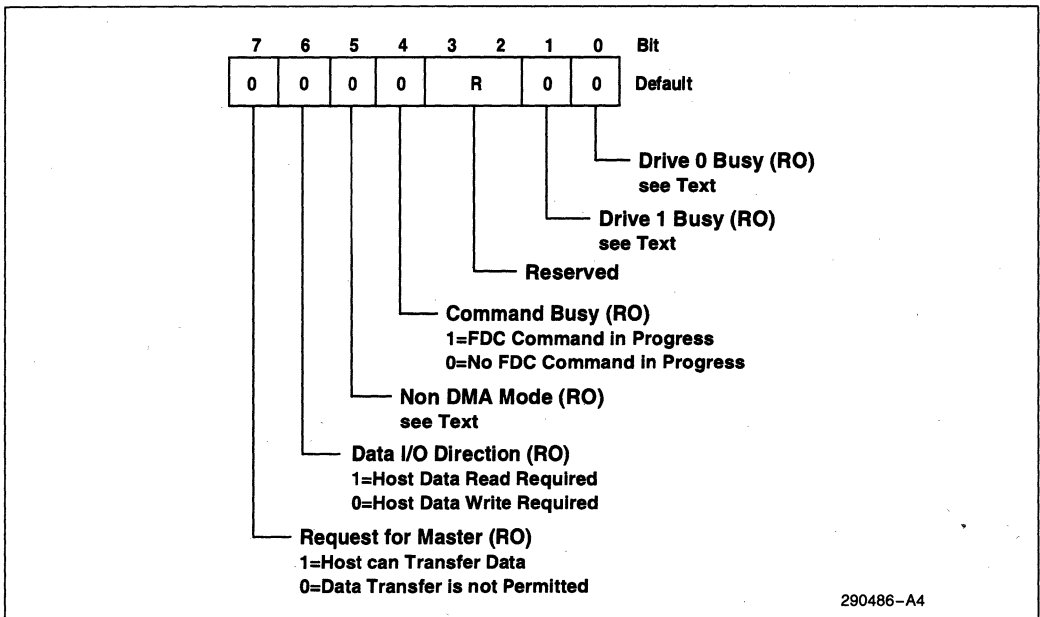 7 6 5 4 3 2 1 0 Bit
0 0 0 0 R 0 0 Default
Drive 0 Busy (RO)
see Text
Drive 1 Busy (RO)
see Text
Reserved
Command Busy (RO)
1=FDC Command in Progress
0=No FDC Command in Progress
Non DMA Mode (RO)
see Text
Data I/O Direction (RO)
1=Host Data Read Required
0=Host Data Write Required
Request for Master (RO)
1=Host can Transfer Data
0=Data Transfer is not Permitted
290486–A4